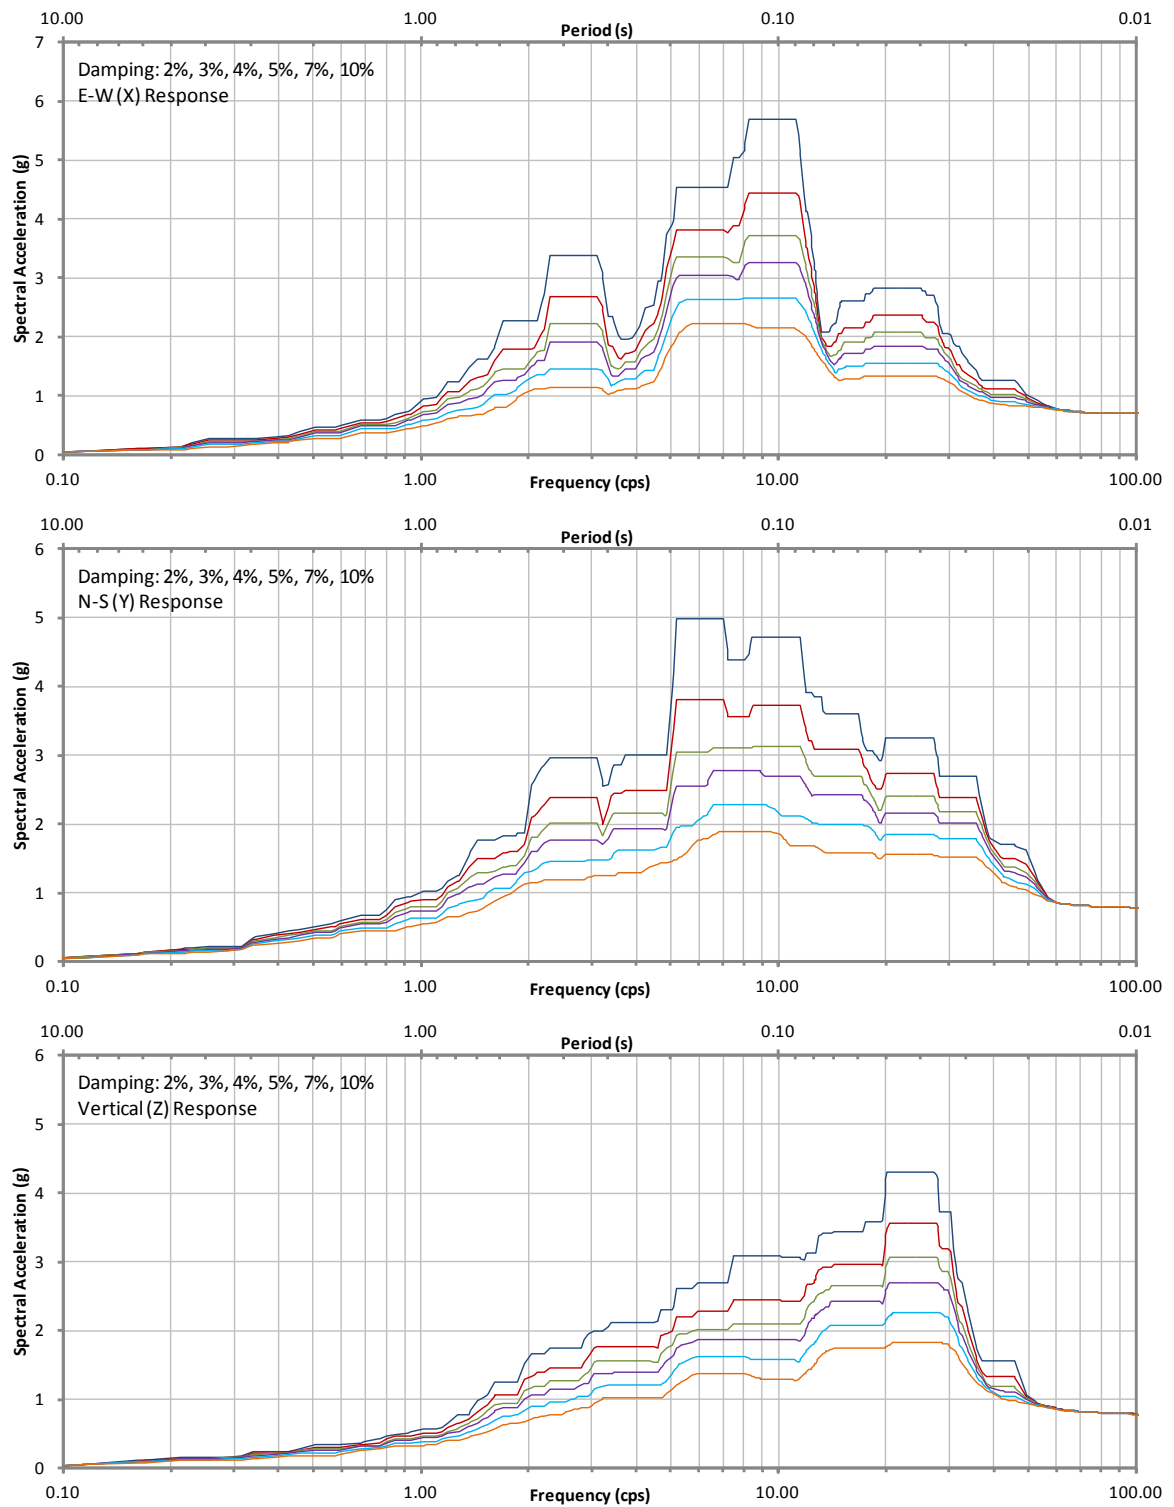 10.00 1.00 0.10 0.01
Period (s)
7
Damping: 2%, 3%, 4%, 5%, 7%, 10%
E-W (X) Response
6
5
4
3
2
1
0
Spectral Acceleration (g)
0.10 1.00 10.00 100.00
Frequency (cps)
10.00 1.00 0.10 0.01
Period (s)
6
Damping: 2%, 3%, 4%, 5%, 7%, 10%
N-S (Y) Response
5
4
3
2
1
0
Spectral Acceleration (g)
0.10 1.00 10.00 100.00
Frequency (cps)
10.00 1.00 0.10 0.01
Period (s)
6
Damping: 2%, 3%, 4%, 5%, 7%, 10%
Vertical (Z) Response
5
4
3
2
1
0
Spectral Acceleration (g)
0.10 1.00 10.00 100.00
Frequency (cps)